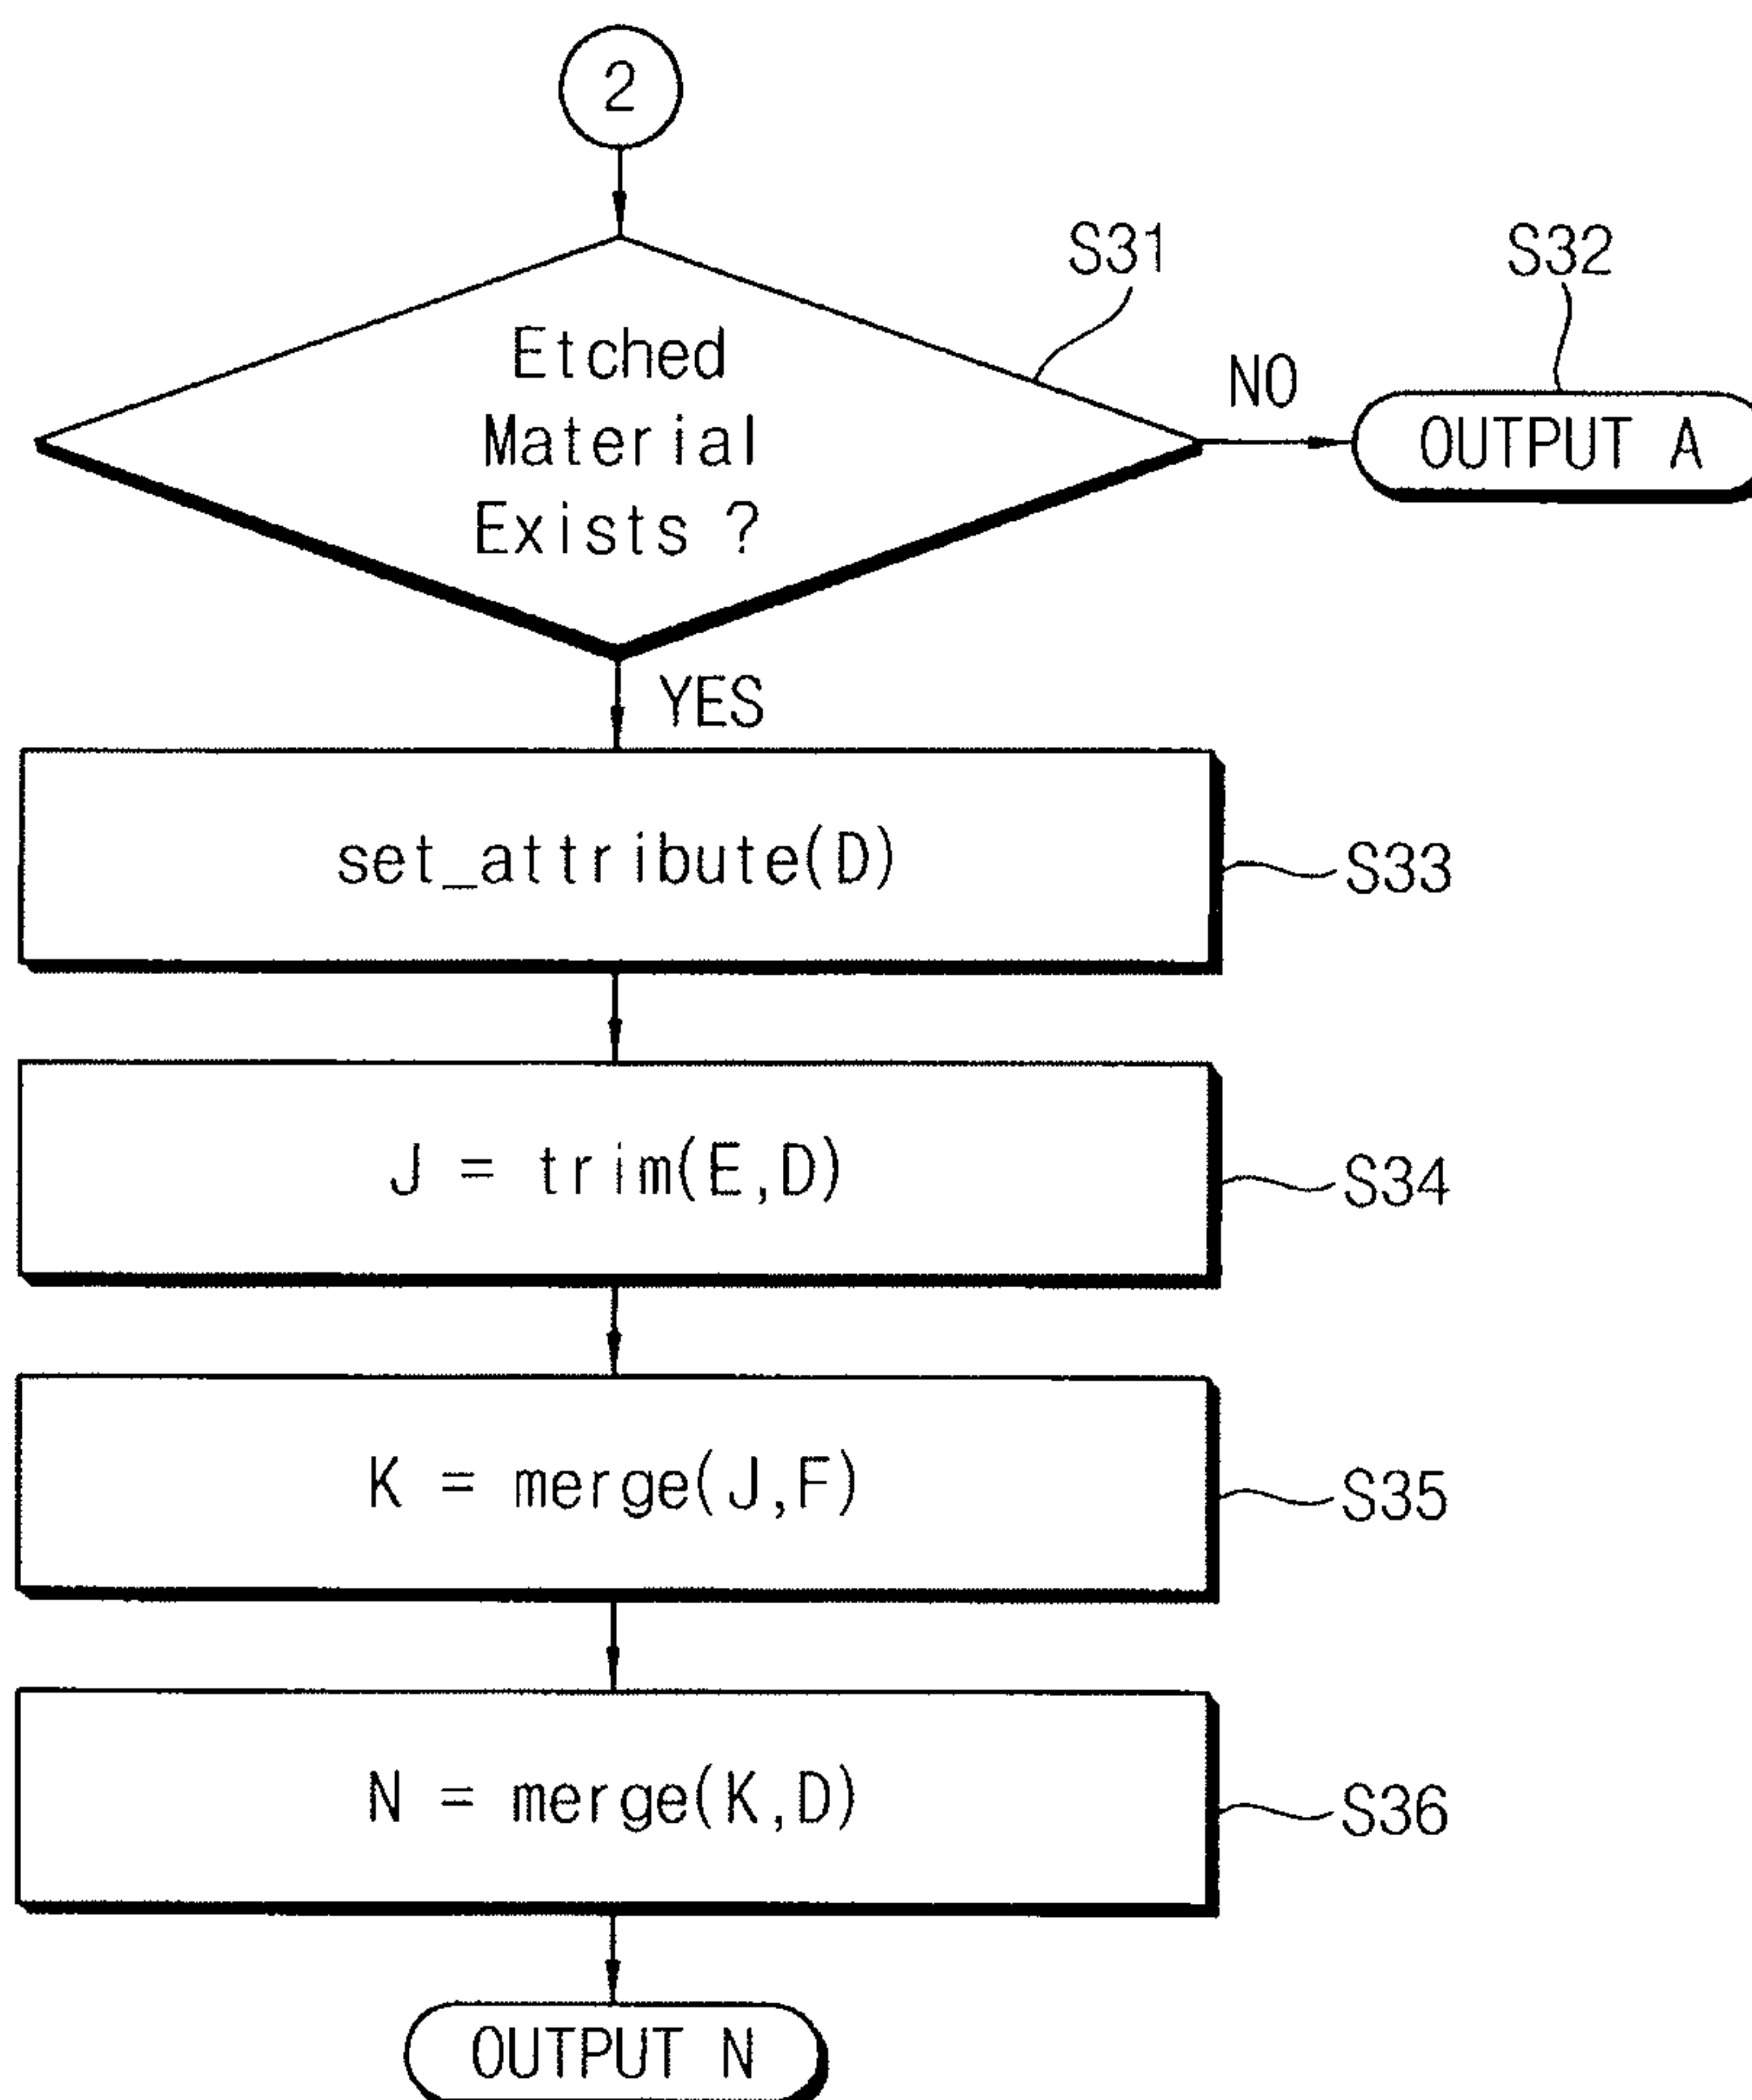 2
S31
S32
Etched
Material
Exists ?
NO
OUTPUT A
YES
set_attribute(D)
S33
J = trim(E,D)
S34
K = merge(J,F)
S35
N = merge(K,D)
S36
OUTPUT N